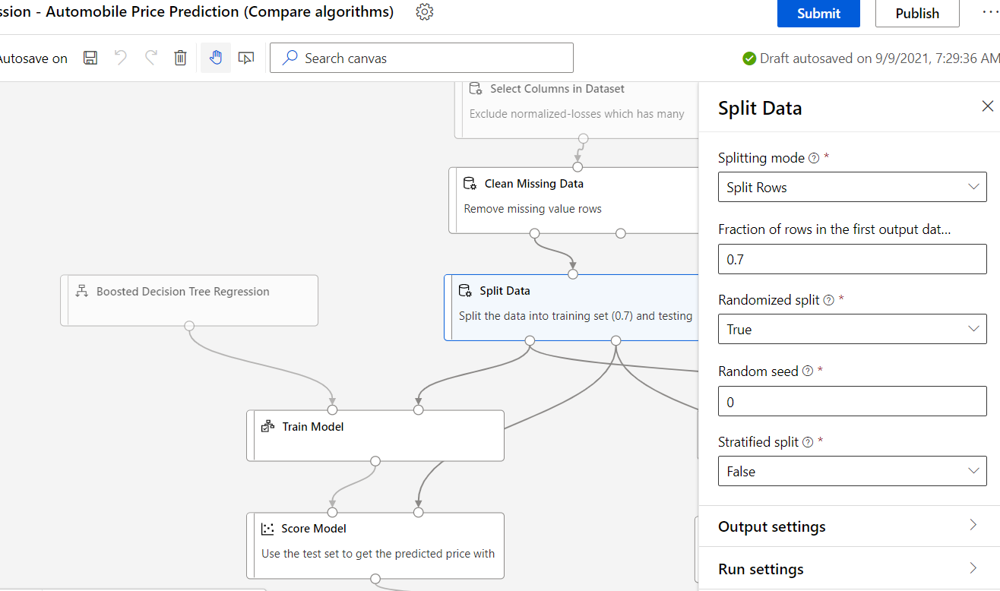 ssion - Automobile Price Prediction (Compare algorithms)
Submit
Publish
Autosave on
Search canvas
Draft autosaved on 9/9/2021, 7:29:36 AM
Select Columns in Dataset
Exclude normalized-losses which has many
Clean Missing Data
Remove missing value rows
Boosted Decision Tree Regression
Split Data
Split the data into training set (0.7) and testing
Train Model
Score Model
Use the test set to get the predicted price with
Split Data
Splitting mode *
Split Rows
Fraction of rows in the first output dat...
0.7
Randomized split *
True
Random seed *
0
Stratified split *
False
Output settings
Run settings